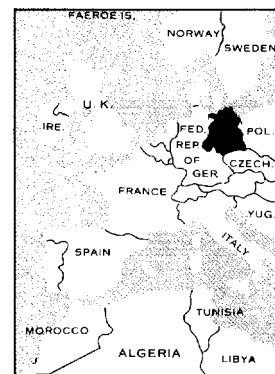 FAEROE IS.
NORWAY
SWEDEN
U. K.
IRE.
FED. REP. OF GER.
POL.
CZECH.
FRANCE
YUG.
ITALY
SPAIN
TUNISIA
MOROCCO
ALGERIA
LIBYA